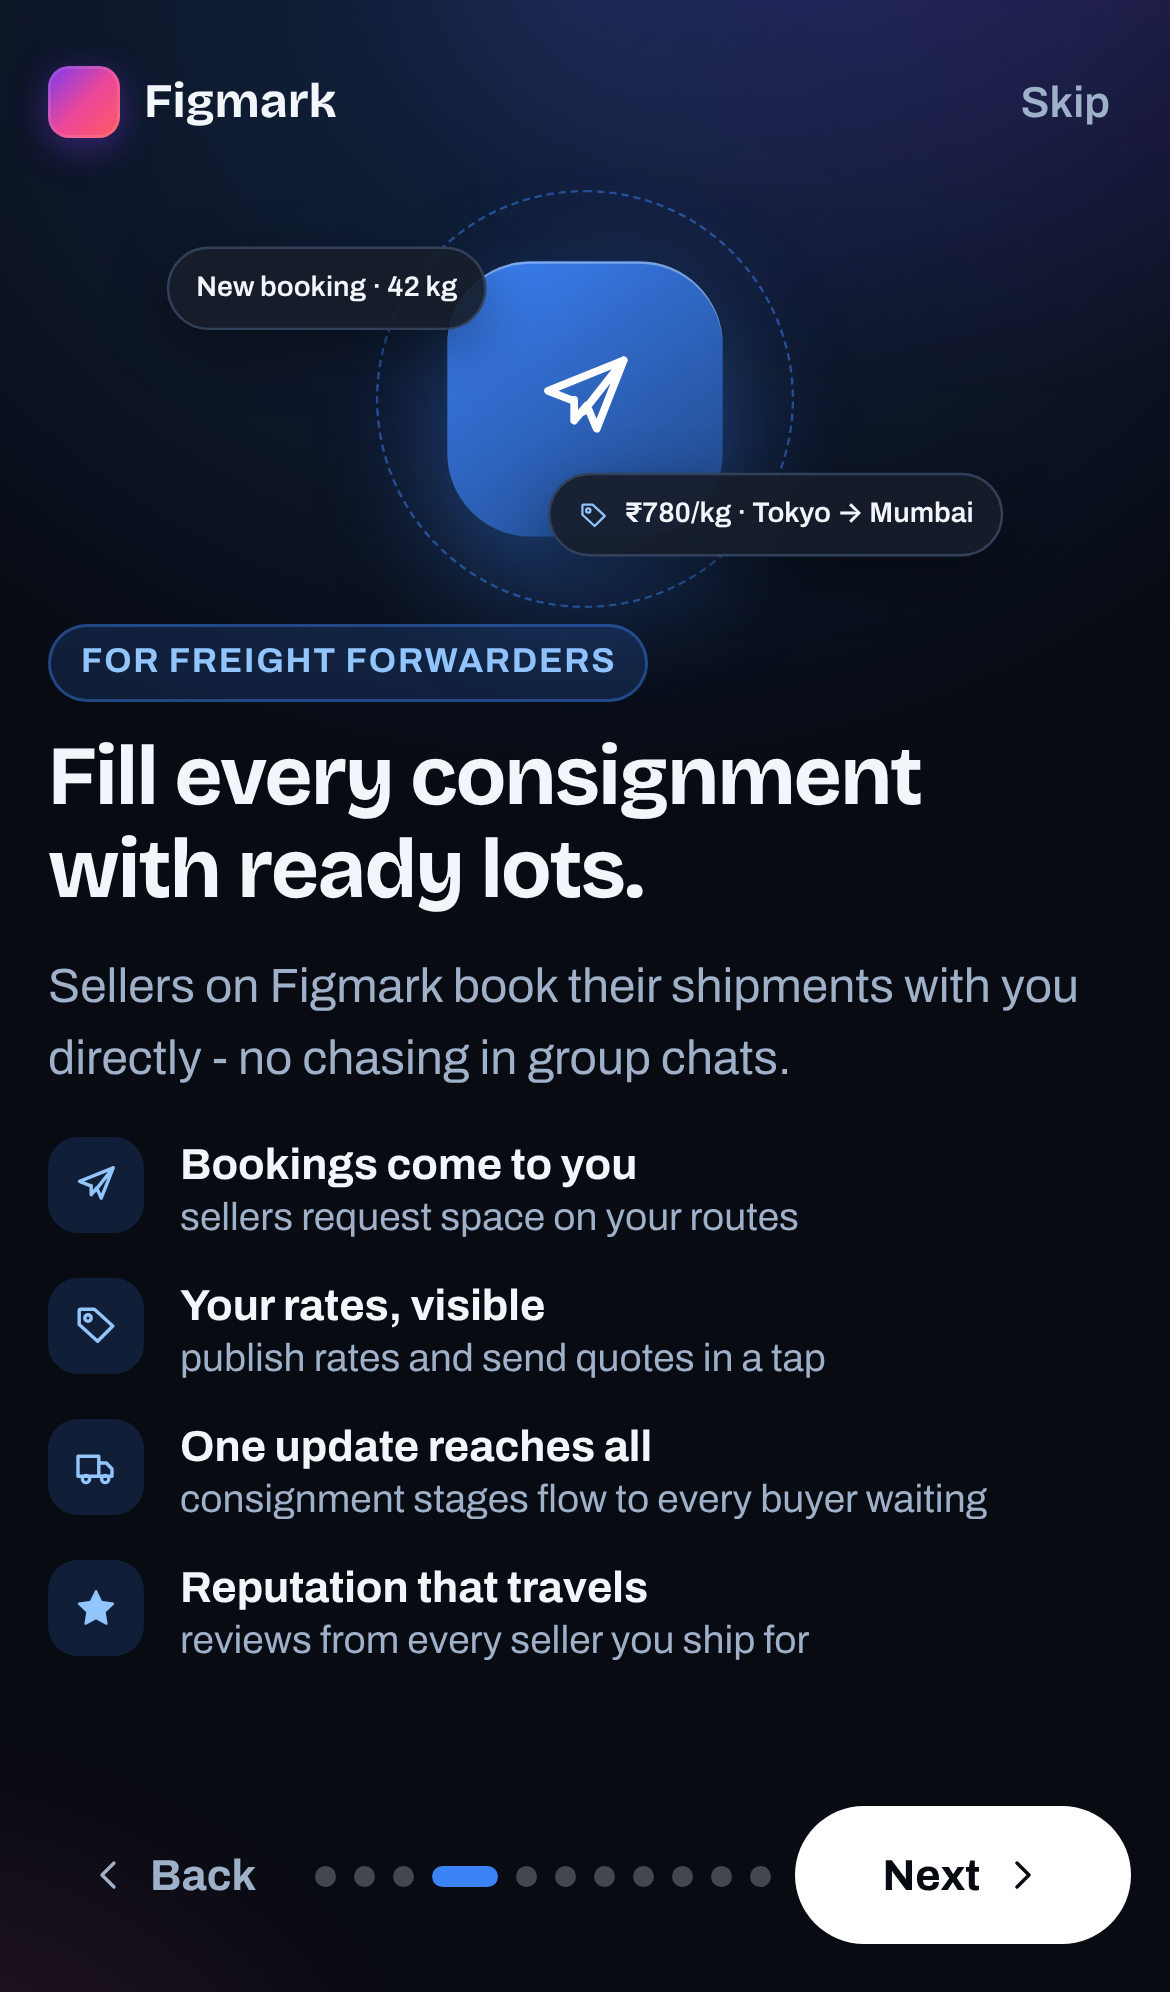 Figmark
Skip
New booking · 42 kg
₹780/kg · Tokyo → Mumbai
FOR FREIGHT FORWARDERS
Fill every consignment
with ready lots.
Sellers on Figmark book their shipments with you
directly - no chasing in group chats.
Bookings come to you
sellers request space on your routes
Your rates, visible
publish rates and send quotes in a tap
One update reaches all
consignment stages flow to every buyer waiting
Reputation that travels
reviews from every seller you ship for
Back
Next